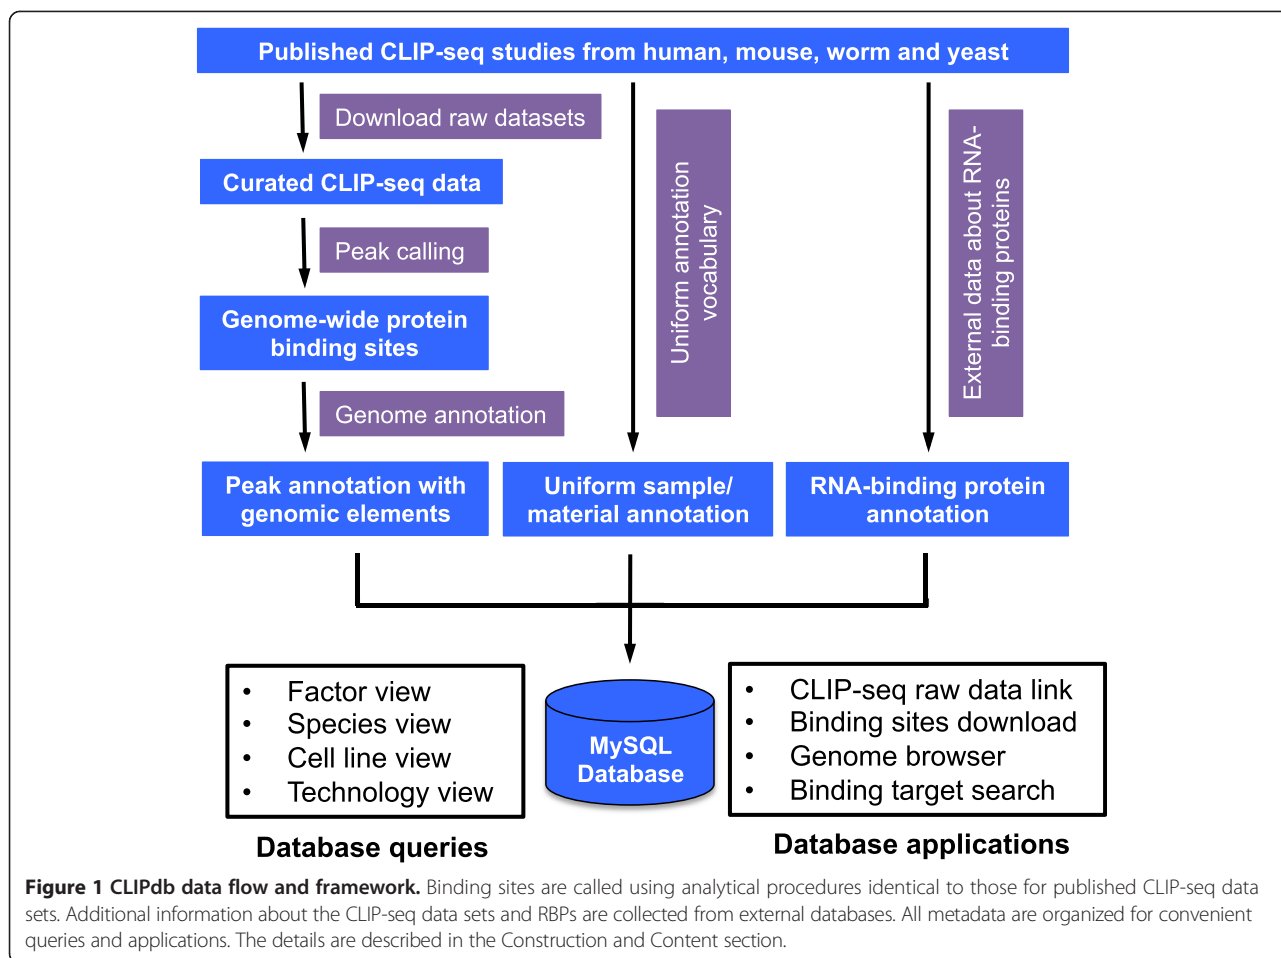 Published CLIP-seq studies from human, mouse, worm and yeast
Download raw datasets
Curated CLIP-seq data
Peak calling
Genome-wide protein
binding sites
Genome annotation
Uniform annotation
vocabulary
External data about RNA-
binding proteins
Peak annotation with
genomic elements
Uniform sample/
material annotation
RNA-binding protein
annotation
• Factor view
• Species view
• Cell line view
• Technology view
Database queries
MySQL
Database
• CLIP-seq raw data link
• Binding sites download
• Genome browser
• Binding target search
Database applications
Figure 1 CLIPdb data flow and framework. Binding sites are called using analytical procedures identical to those for published CLIP-seq data
sets. Additional information about the CLIP-seq data sets and RBPs are collected from external databases. All metadata are organized for convenient
queries and applications. The details are described in the Construction and Content section.